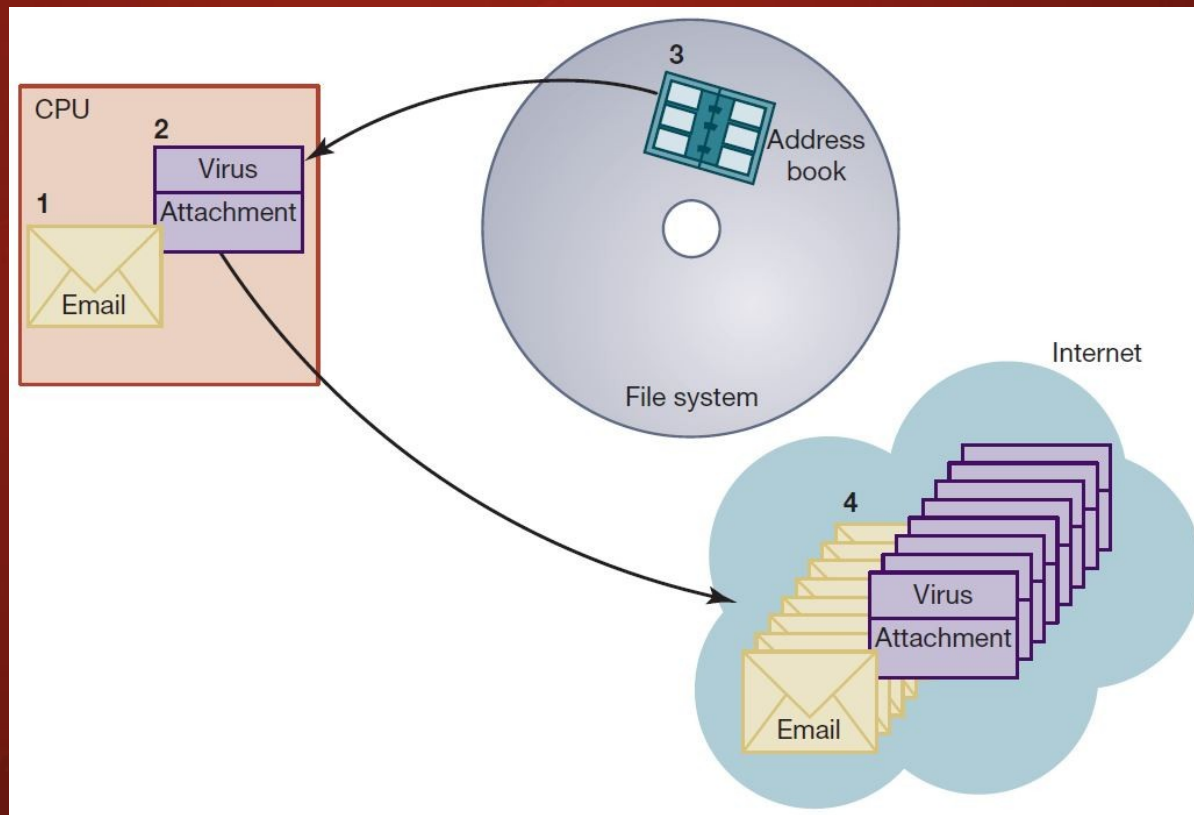 CPU
2
Virus
Attachment
1
Email
3
Address
book
File system
Internet
4
Virus
Attachment
Email